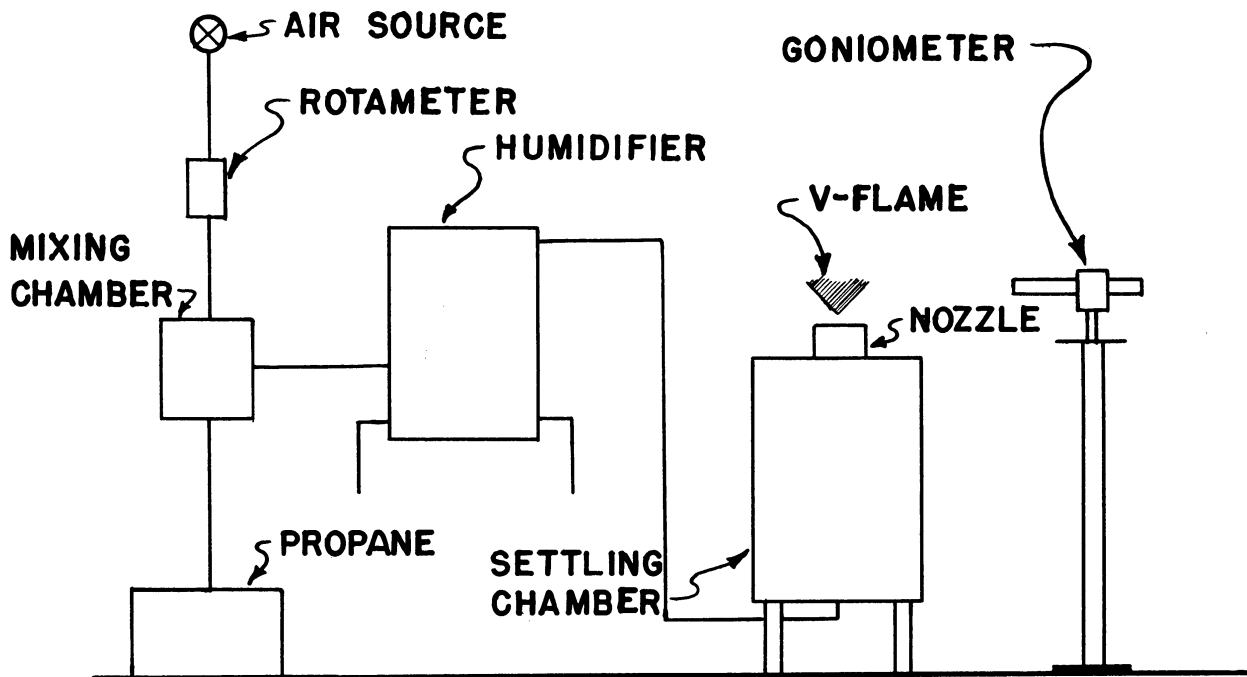 AIR SOURCE
GONIOMETER
ROTAMETER
HUMIDIFIER
V-FLAME
MIXING
CHAMBER
NOZZLE
PROPANE
SETTLING
CHAMBER